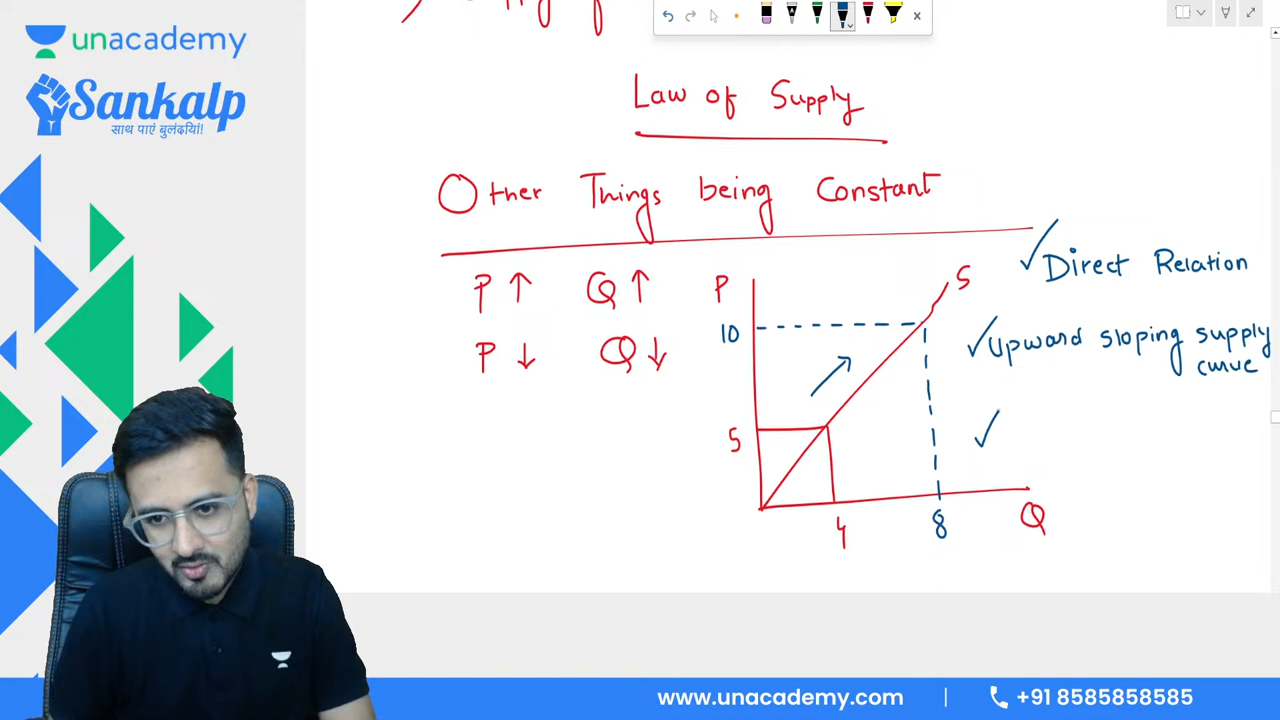 unacademy
Sankalp
साथ पाएं बुलंदियां!
Law of Supply
Other Things being Constant
P ↑ Q ↑
P ↓ Q ↓
P
10
5
S
4
8
Q
✓ Direct Relation
✓ Upward sloping supply
curve
✓
www.unacademy.com | +91 8585858585